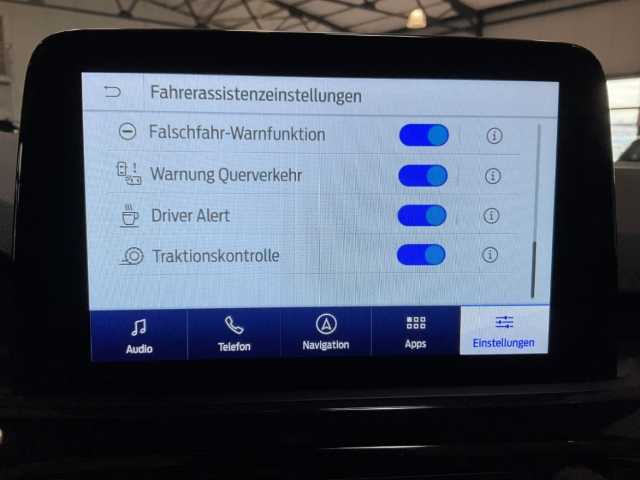 Fahrerassistenzeinstellungen
Falschfahr-Warnfunktion
Warnung Querverkehr
Driver Alert
Traktionskontrolle
Audio
Telefon
Navigation
Apps
Einstellungen